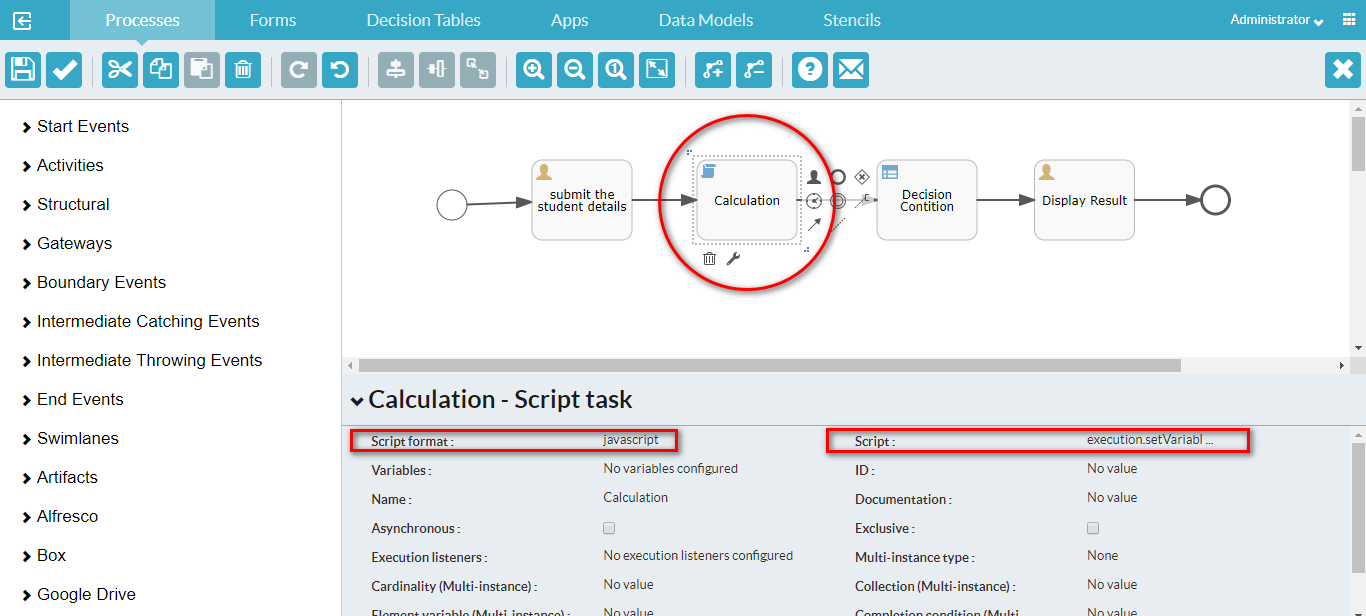 Processes Forms Decision Tables Apps Data Models Stencils Administrator
Start Events
Activities
Structural
Gateways
Boundary Events
Intermediate Catching Events
Intermediate Throwing Events
End Events
Swimlanes
Artifacts
Alfresco
Box
Google Drive
submit the
student details
Calculation
Decision
Contition
Display Result
Calculation - Script task
Script format : javascript Script : execution.setVariabl ...
Variables : No variables configured ID : No value
Name : Calculation Documentation : No value
Asynchronous : Exclusive :
Execution listeners : No execution listeners configured Multi-instance type : None
Cardinality (Multi-instance) : No value Collection (Multi-instance) : No value
Element variable (Multi-instance) : No value Completion condition (Multi- No value